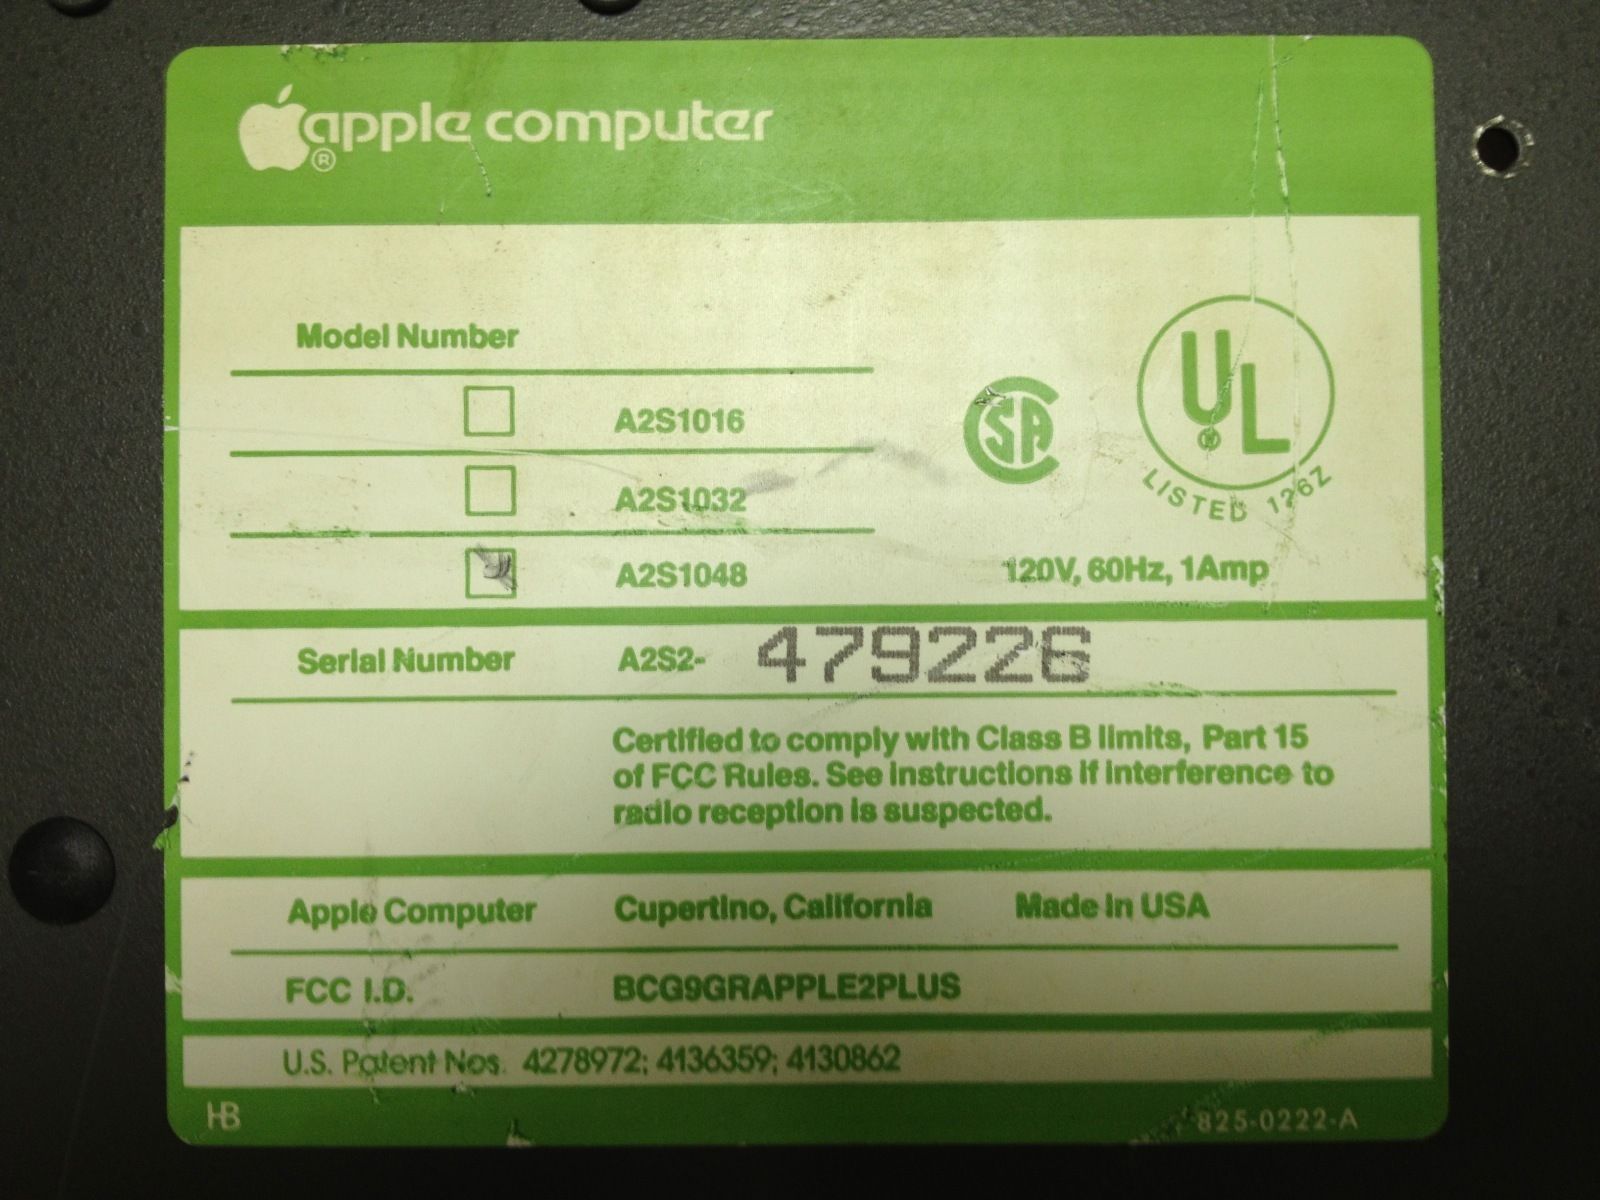 apple computer
®
Model Number
A2S1016
A2S1032
A2S1048
SA
UL
®
LISTED 126Z
120V, 60Hz, 1Amp
Serial Number A2S2- 479226
Certified to comply with Class B limits, Part 15
of FCC Rules. See instructions if interference to
radio reception is suspected.
Apple Computer Cupertino, California Made in USA
FCC I.D. BCG9GRAPPLE2PLUS
U.S. Patent Nos. 4278972; 4136359; 4130862
HB
825-0222-A